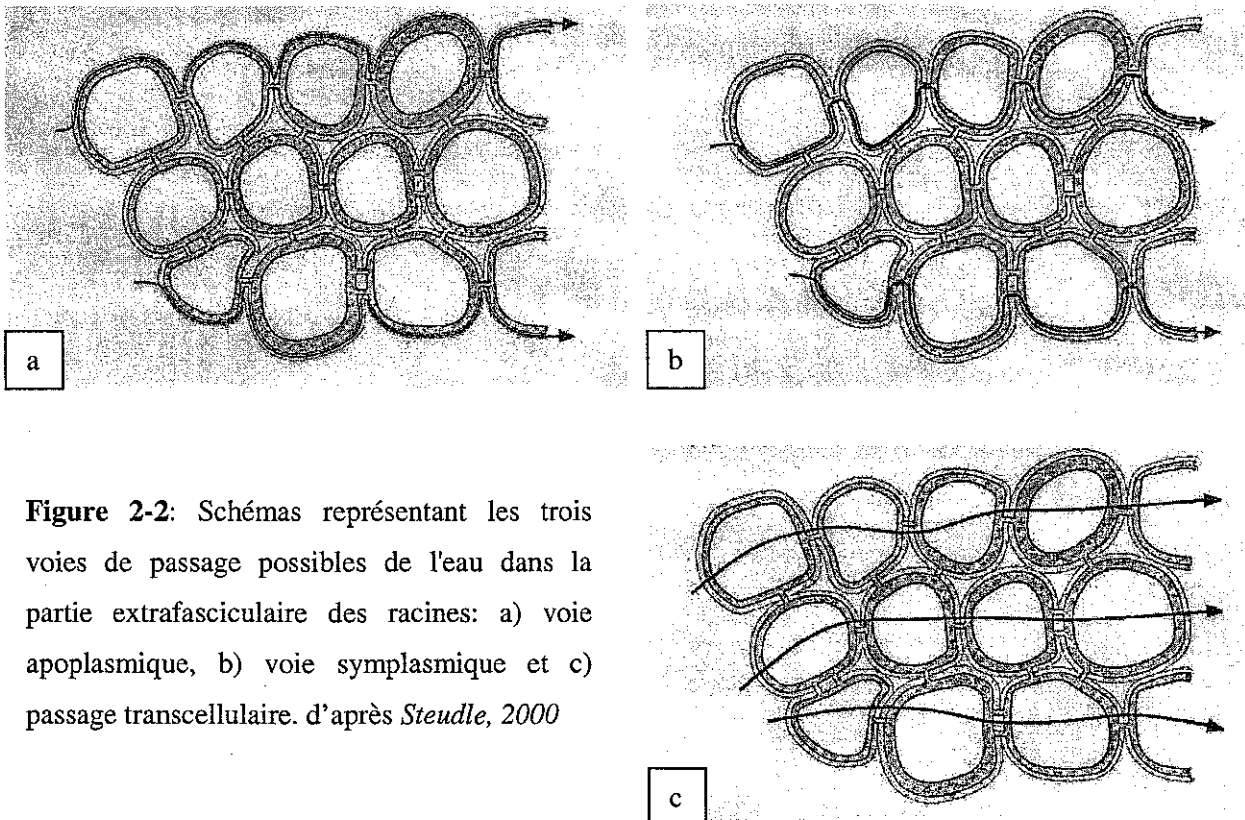 a
b
Figure 2-2: Schémas représentant les trois
voies de passage possibles de l'eau dans la
partie extrafasciculaire des racines: a) voie
apoplasmique, b) voie symplasmique et c)
passage transcellulaire. d'après Steudle, 2000
c